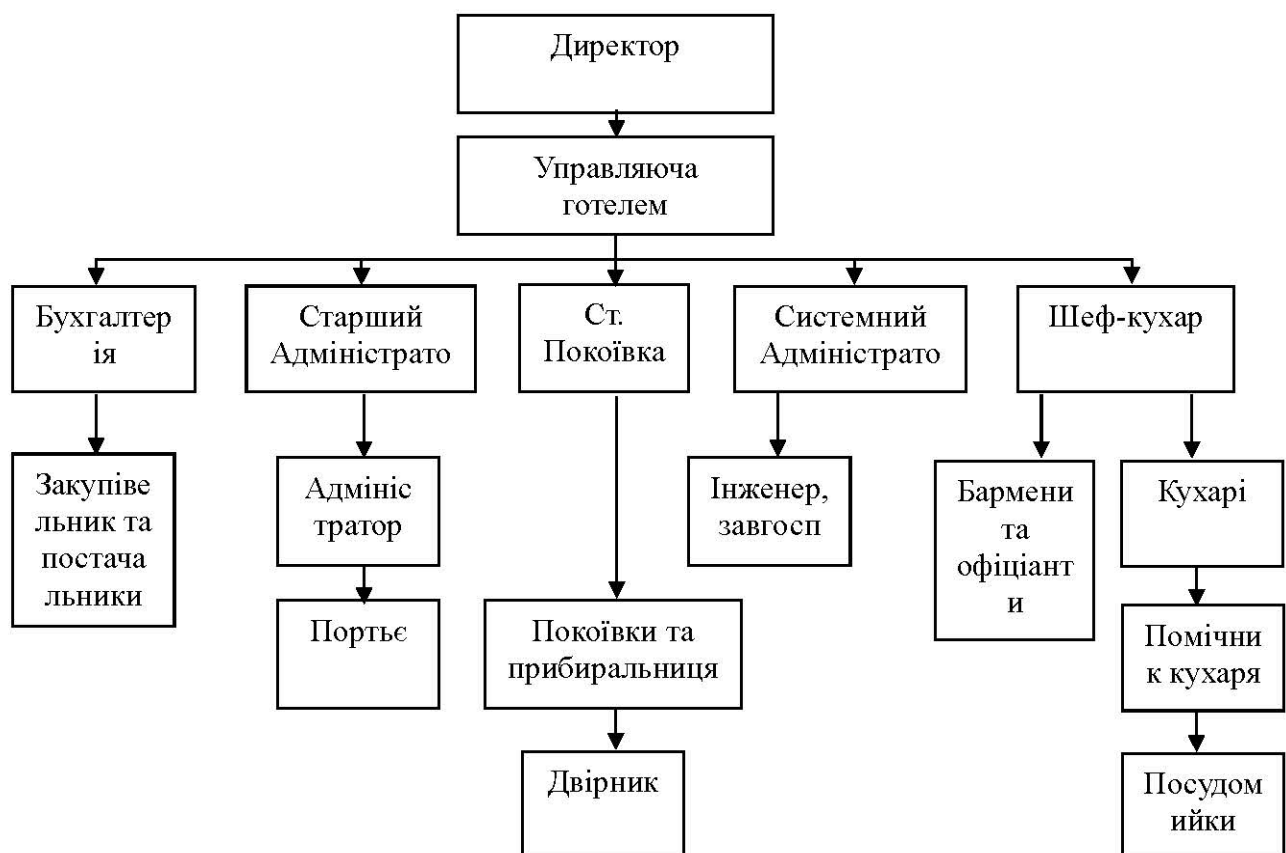 Директор
Управляюча
готелем
Бухгалтер
ія
Старший
Адміністрато
Ст.
Покоївка
Системний
Адміністрато
Шеф-кухар
Закупіве
льник та
постача
льники
Адмініс
тратор
Інженер,
завгосп
Бармени
та
офіціант
и
Кухарі
Портьє
Покоївки та
прибиральниця
Помічни
к кухаря
Двірник
Посудом
ийки